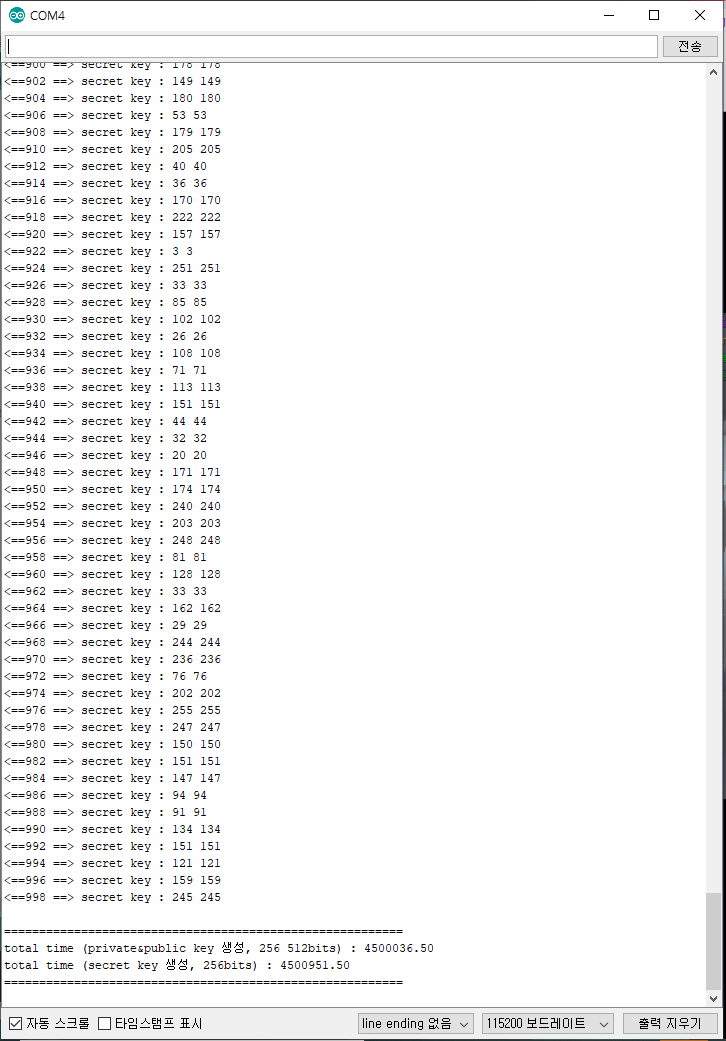 COM4
전송
<==900 ==> secret key : 178 178
<==902 ==> secret key : 149 149
<==904 ==> secret key : 180 180
<==906 ==> secret key : 53 53
<==908 ==> secret key : 179 179
<==910 ==> secret key : 205 205
<==912 ==> secret key : 40 40
<==914 ==> secret key : 36 36
<==916 ==> secret key : 170 170
<==918 ==> secret key : 222 222
<==920 ==> secret key : 157 157
<==922 ==> secret key : 3 3
<==924 ==> secret key : 251 251
<==926 ==> secret key : 33 33
<==928 ==> secret key : 85 85
<==930 ==> secret key : 102 102
<==932 ==> secret key : 26 26
<==934 ==> secret key : 108 108
<==936 ==> secret key : 71 71
<==938 ==> secret key : 113 113
<==940 ==> secret key : 151 151
<==942 ==> secret key : 44 44
<==944 ==> secret key : 32 32
<==946 ==> secret key : 20 20
<==948 ==> secret key : 171 171
<==950 ==> secret key : 174 174
<==952 ==> secret key : 240 240
<==954 ==> secret key : 203 203
<==956 ==> secret key : 248 248
<==958 ==> secret key : 81 81
<==960 ==> secret key : 128 128
<==962 ==> secret key : 33 33
<==964 ==> secret key : 162 162
<==966 ==> secret key : 29 29
<==968 ==> secret key : 244 244
<==970 ==> secret key : 236 236
<==972 ==> secret key : 76 76
<==974 ==> secret key : 202 202
<==976 ==> secret key : 255 255
<==978 ==> secret key : 247 247
<==980 ==> secret key : 150 150
<==982 ==> secret key : 151 151
<==984 ==> secret key : 147 147
<==986 ==> secret key : 94 94
<==988 ==> secret key : 91 91
<==990 ==> secret key : 134 134
<==992 ==> secret key : 151 151
<==994 ==> secret key : 121 121
<==996 ==> secret key : 159 159
<==998 ==> secret key : 245 245
=========================================================
total time (private&public key 생성, 256 512bits) : 4500036.50
total time (secret key 생성, 256bits) : 4500951.50
=========================================================
자동 스크롤 타임스탬프 표시 line ending 없음 115200 보드레이트 출력 지우기